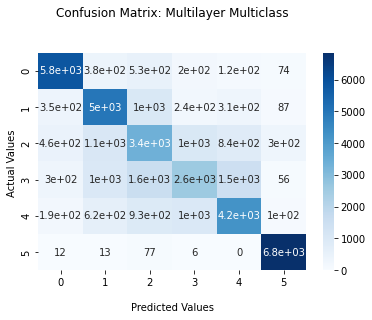 Confusion Matrix: Multilayer Multiclass
0 5.8e+03 3.8e+02 5.3e+02 2e+02 1.2e+02 74
1 3.5e+02 5e+03 1e+03 2.4e+02 3.1e+02 87
2 4.6e+02 1.1e+03 3.4e+03 1e+03 8.4e+02 3e+02
3 3e+02 1e+03 1.6e+03 2.6e+03 1.5e+03 56
4 1.9e+02 6.2e+02 9.3e+02 1e+03 4.2e+03 1e+02
5 12 13 77 6 0 6.8e+03
0 1 2 3 4 5
Actual Values
Predicted Values
6000
5000
4000
3000
2000
1000
0